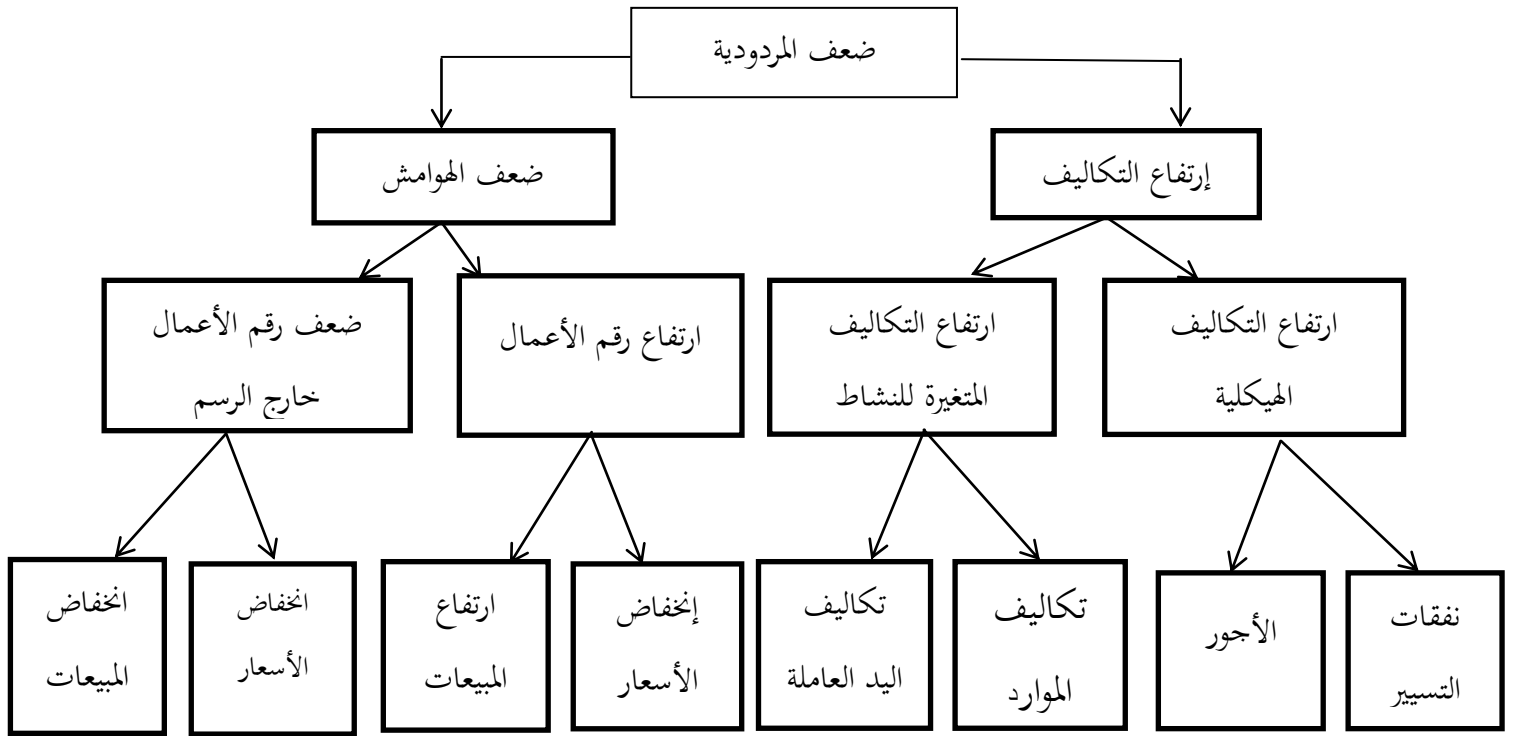 ضعف المردودية
إرتفاع التكاليف
ضعف الهوامش
ارتفاع التكاليف
الهيكلية
ارتفاع التكاليف
المتغيرة للنشاط
ارتفاع رقم الأعمال
ضعف رقم الأعمال
خارج الرسم
نفقات
التسيير
الأجور
تكاليف
الموارد
تكاليف
اليد العاملة
إنخفاض
الأسعار
ارتفاع
المبيعات
انخفاض
الأسعار
انخفاض
المبيعات